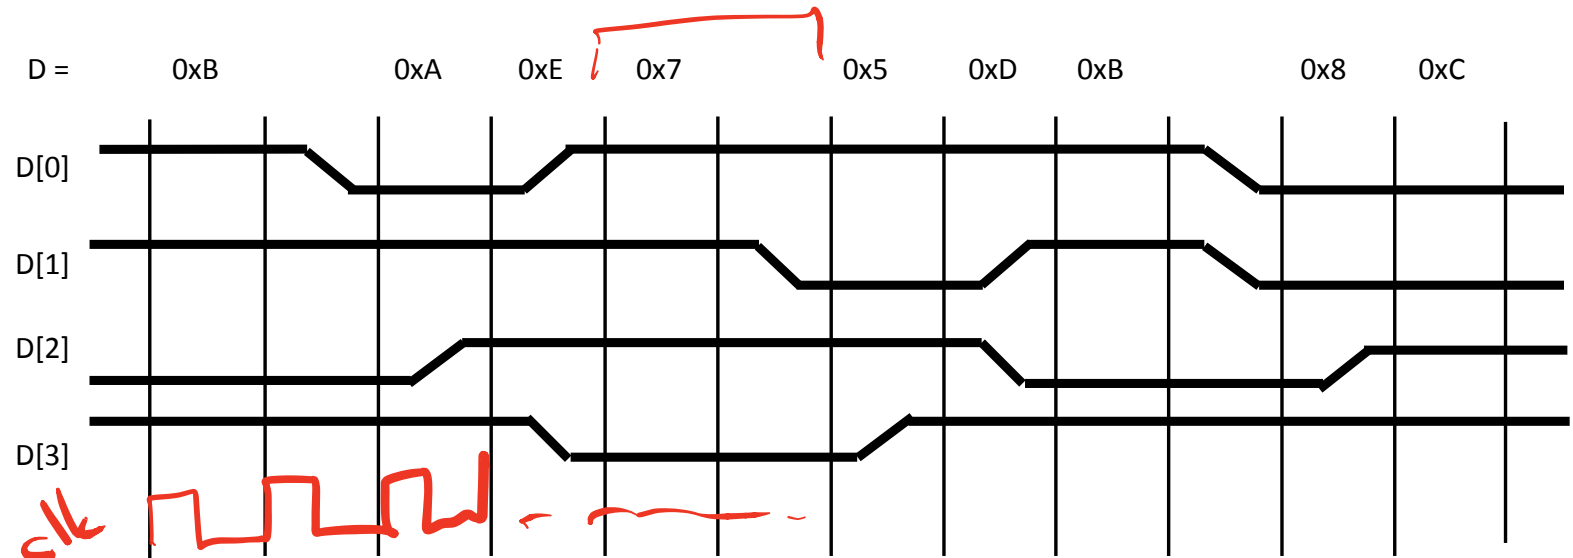 D = 0xB 0xA 0xE 0x7 0x5 0xD 0xB 0x8 0xC
D[0]
D[1]
D[2]
D[3]
clk